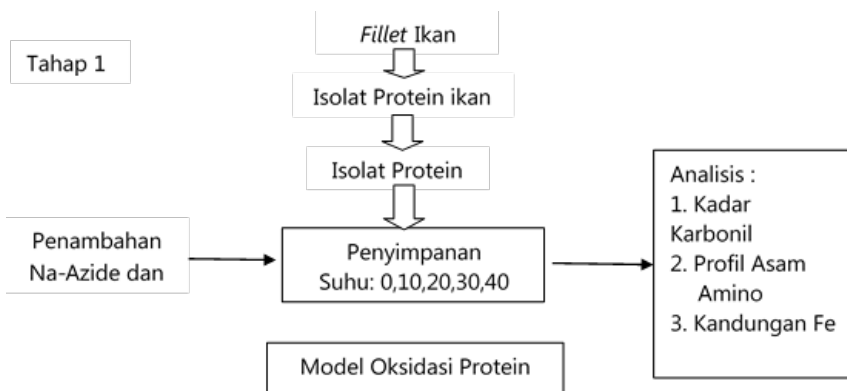 Fillet Ikan
Tahap 1
Isolat Protein ikan
Isolat Protein
Penambahan
Na-Azide dan
Penyimpanan
Suhu: 0,10,20,30,40
Analisis :
1. Kadar
Karbonil
2. Profil Asam
Amino
3. Kandungan Fe
Model Oksidasi Protein